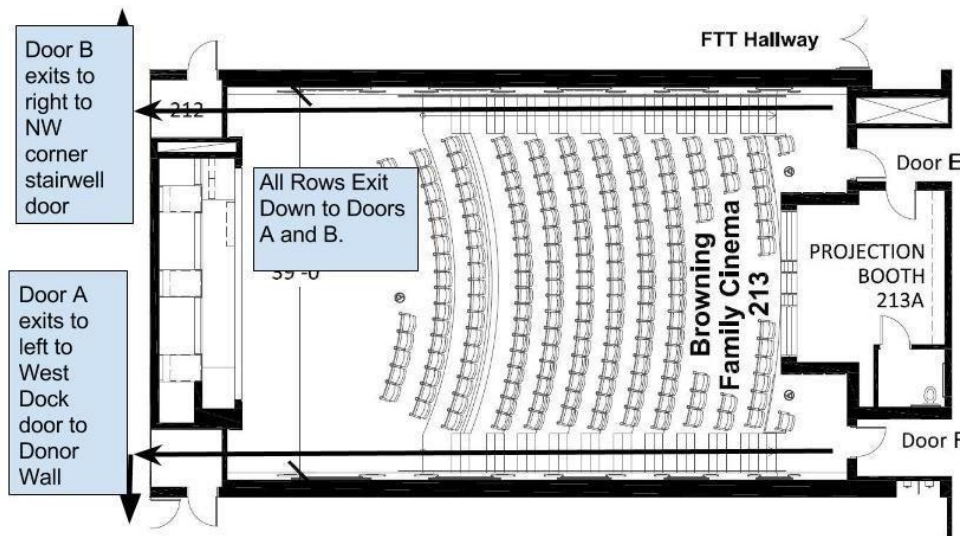 Door B
exits to
right to
NW
corner
stairwell
door
FTT Hallway
212
All Rows Exit
Down to Doors
A and B.
39'-0
Door E
Browning
Family Cinema
213
PROJECTION
BOOTH
213A
Door A
exits to
left to
West
Dock
door to
Donor
Wall
Door F